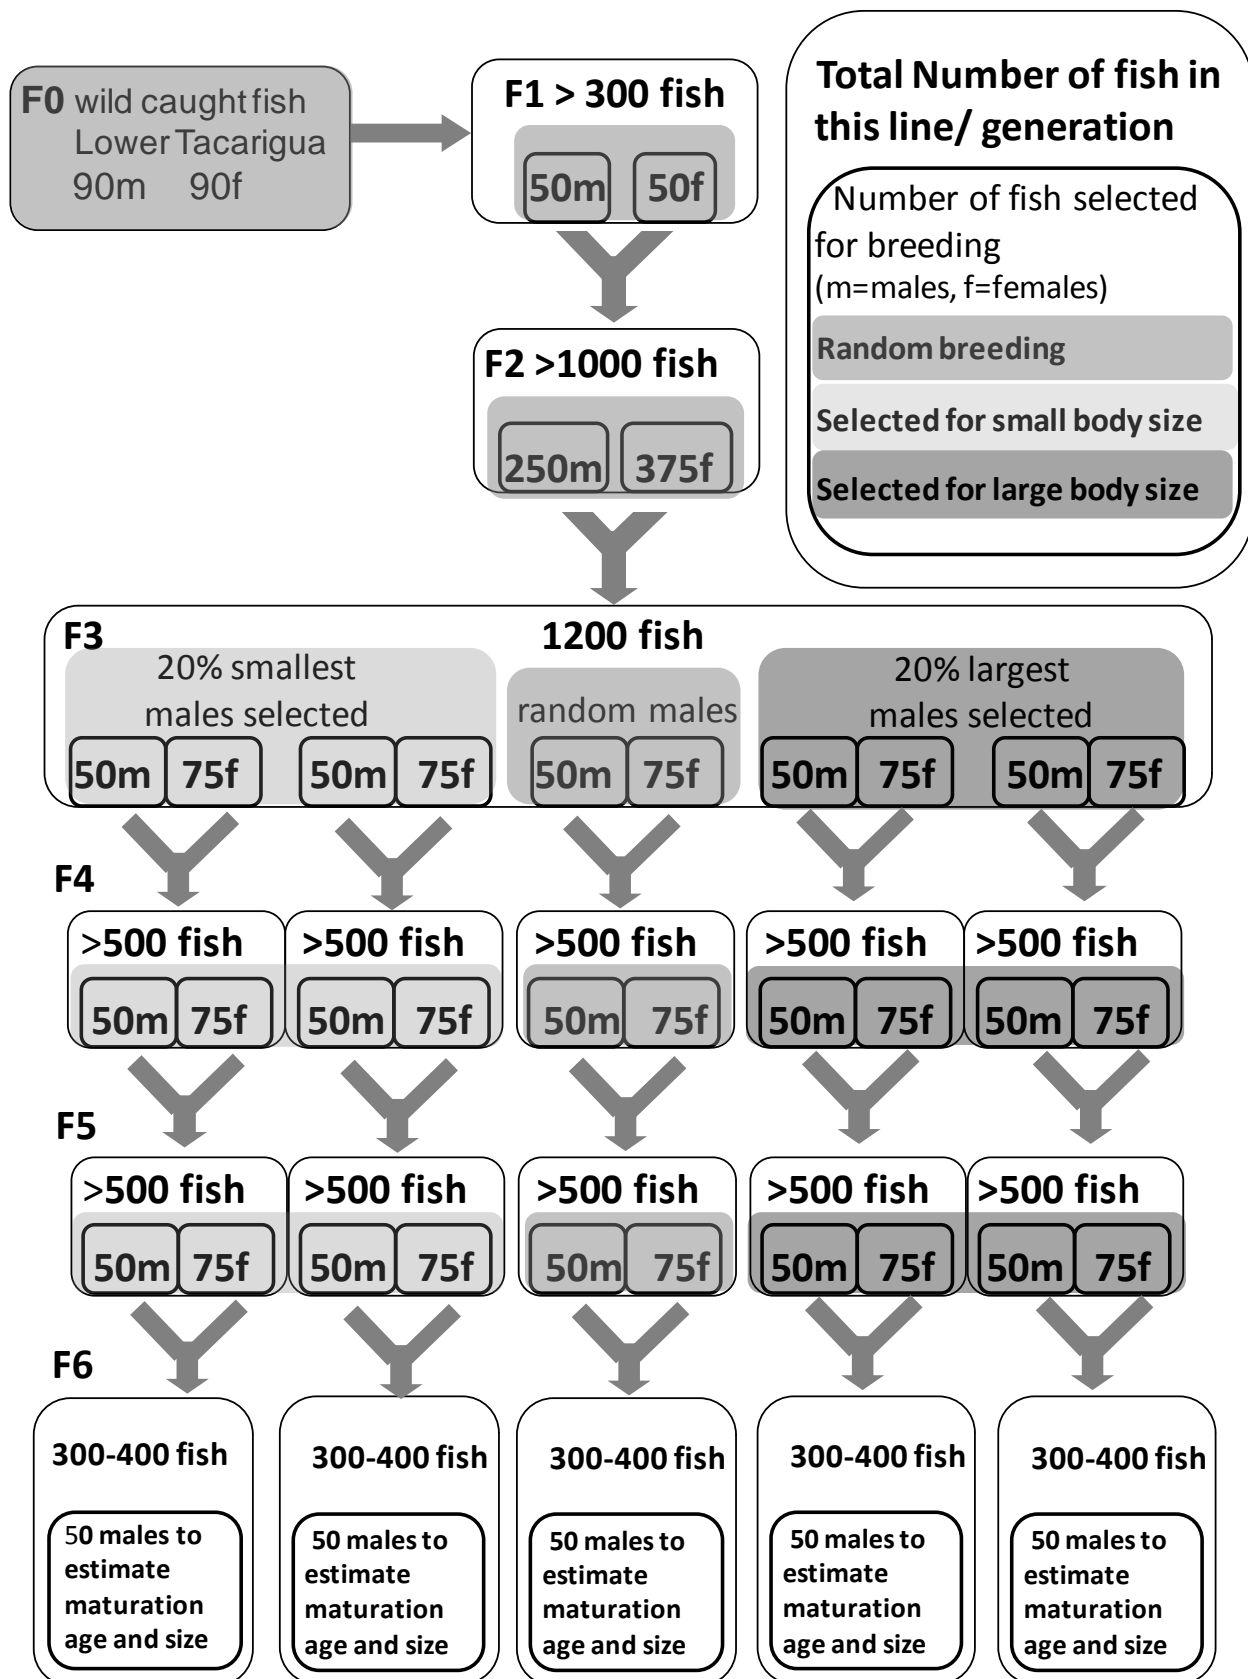 F0 wild caught fish
Lower Tacarigua
90m 90f
F1 > 300 fish
50m 50f
Total Number of fish in
this line/ generation
Number of fish selected
for breeding
(m=males, f=females)
Random breeding
Selected for small body size
Selected for large body size
F2 >1000 fish
250m 375f
F3 1200 fish
20% smallest
males selected
random males
20% largest
males selected
50m 75f 50m 75f 50m 75f 50m 75f 50m 75f
F4
>500 fish >500 fish >500 fish >500 fish >500 fish
50m 75f 50m 75f 50m 75f 50m 75f 50m 75f
F5
>500 fish >500 fish >500 fish >500 fish >500 fish
50m 75f 50m 75f 50m 75f 50m 75f 50m 75f
F6
300-400 fish
50 males to
estimate
maturation
age and size
300-400 fish
50 males to
estimate
maturation
age and size
300-400 fish
50 males to
estimate
maturation
age and size
300-400 fish
50 males to
estimate
maturation
age and size
300-400 fish
50 males to
estimate
maturation
age and size